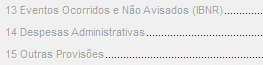 13 Eventos Ocorridos e Não Avisados (IBNR)
14 Despesas Administrativas
15 Outras Provisões